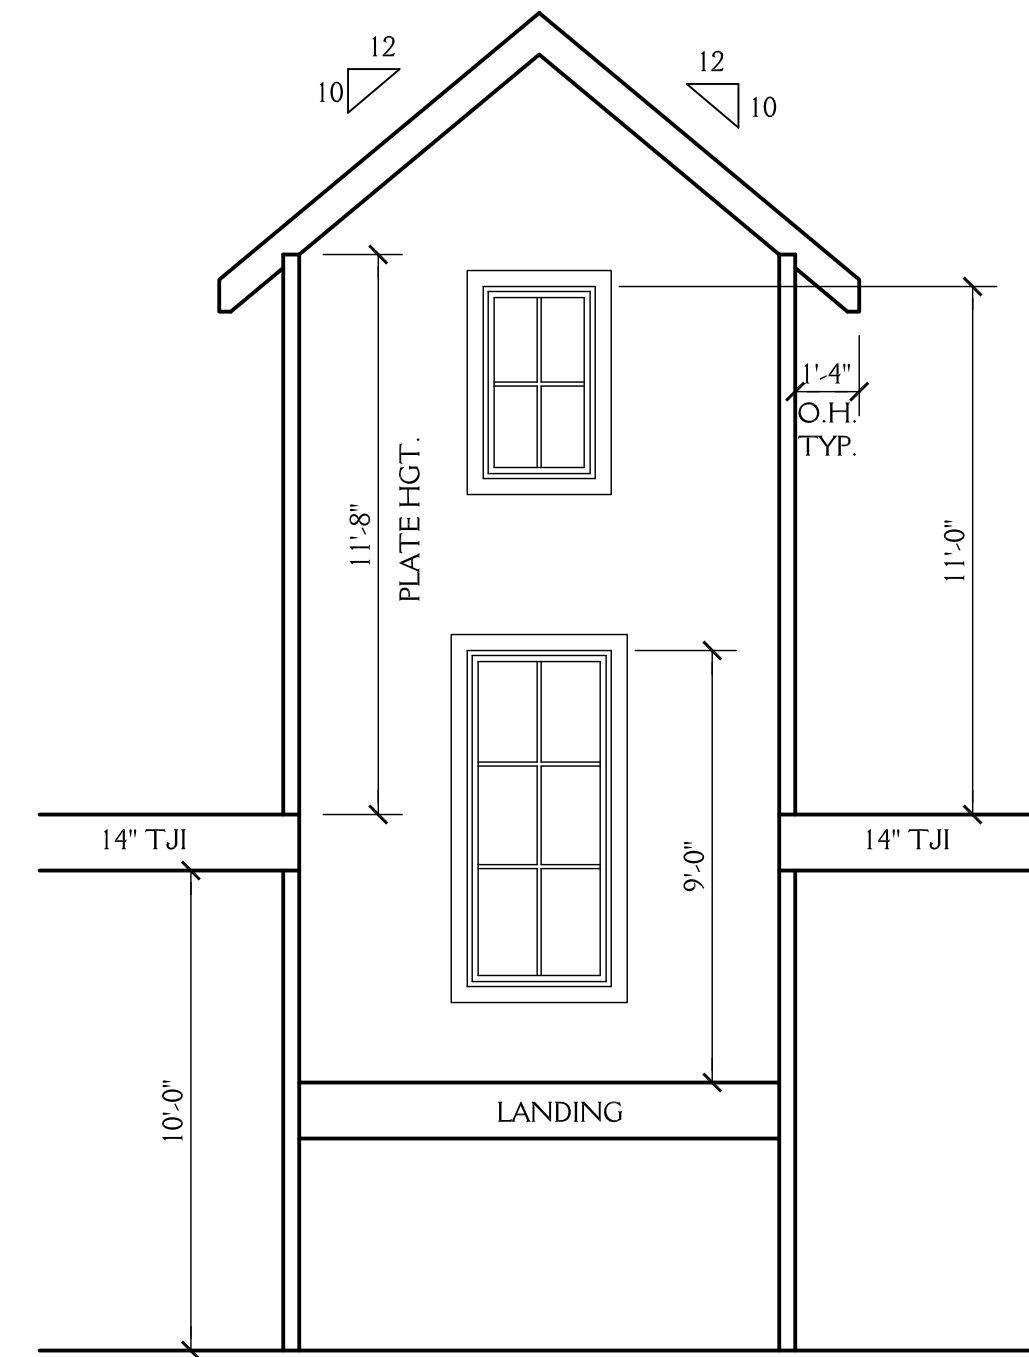 12
10
12
10
1'-4"
O.H.
TYP.
11'-8"
PLATE HGT.
11'-0"
14" TJI
14" TJI
9'-0"
10'-0"
LANDING